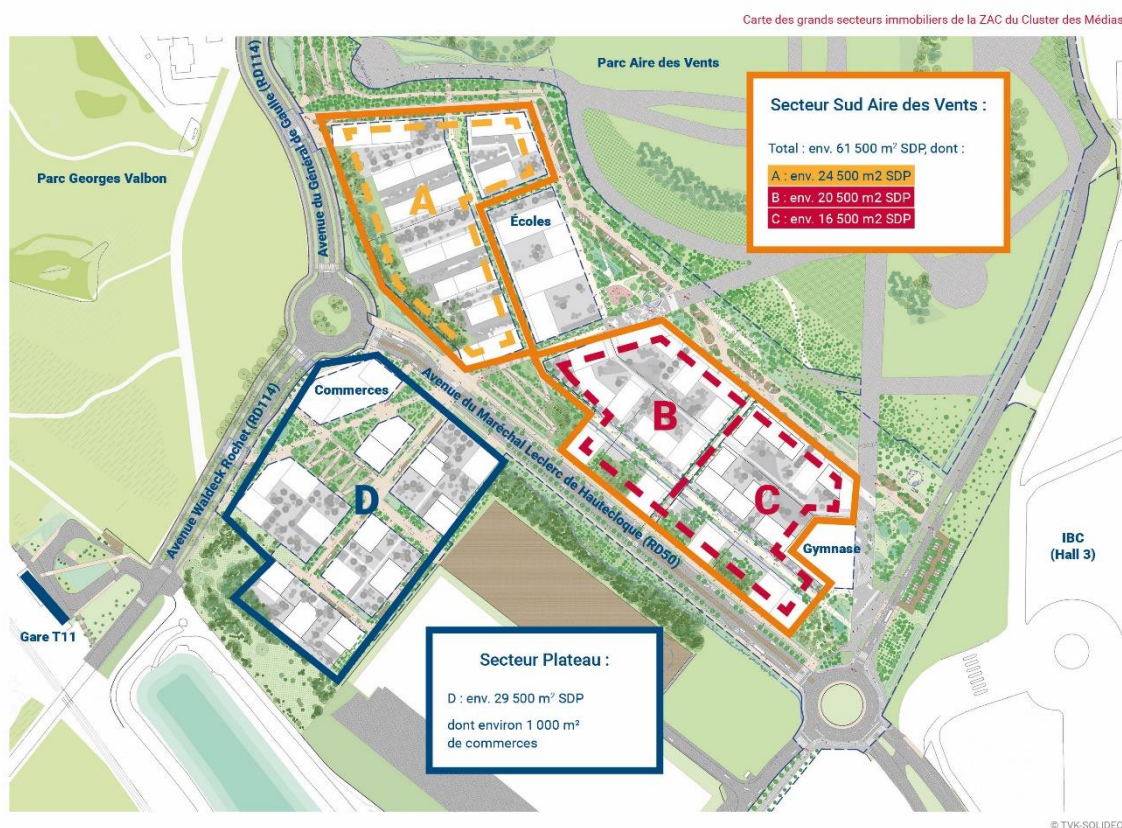 Carte des grands secteurs immobiliers de la ZAC du Cluster des Médias
Parc Aire des Vents
Secteur Sud Aire des Vents :
Total : env. 61 500 m² SDP, dont :
A : env. 24 500 m2 SDP
B : env. 20 500 m2 SDP
C : env. 16 500 m2 SDP
Parc Georges Valbon
Avenue du Général de Gaulle (RD114)
A
Écoles
Commerces
Avenue du Maréchal Leclerc de Hautecloque (RD50)
B
Avenue Waldeck Rochet (RD114)
D
C
Gymnase
IBC
(Hall 3)
Gare T11
Secteur Plateau :
D : env. 29 500 m² SDP
dont environ 1 000 m²
de commerces
© TVK-SOLIDEO